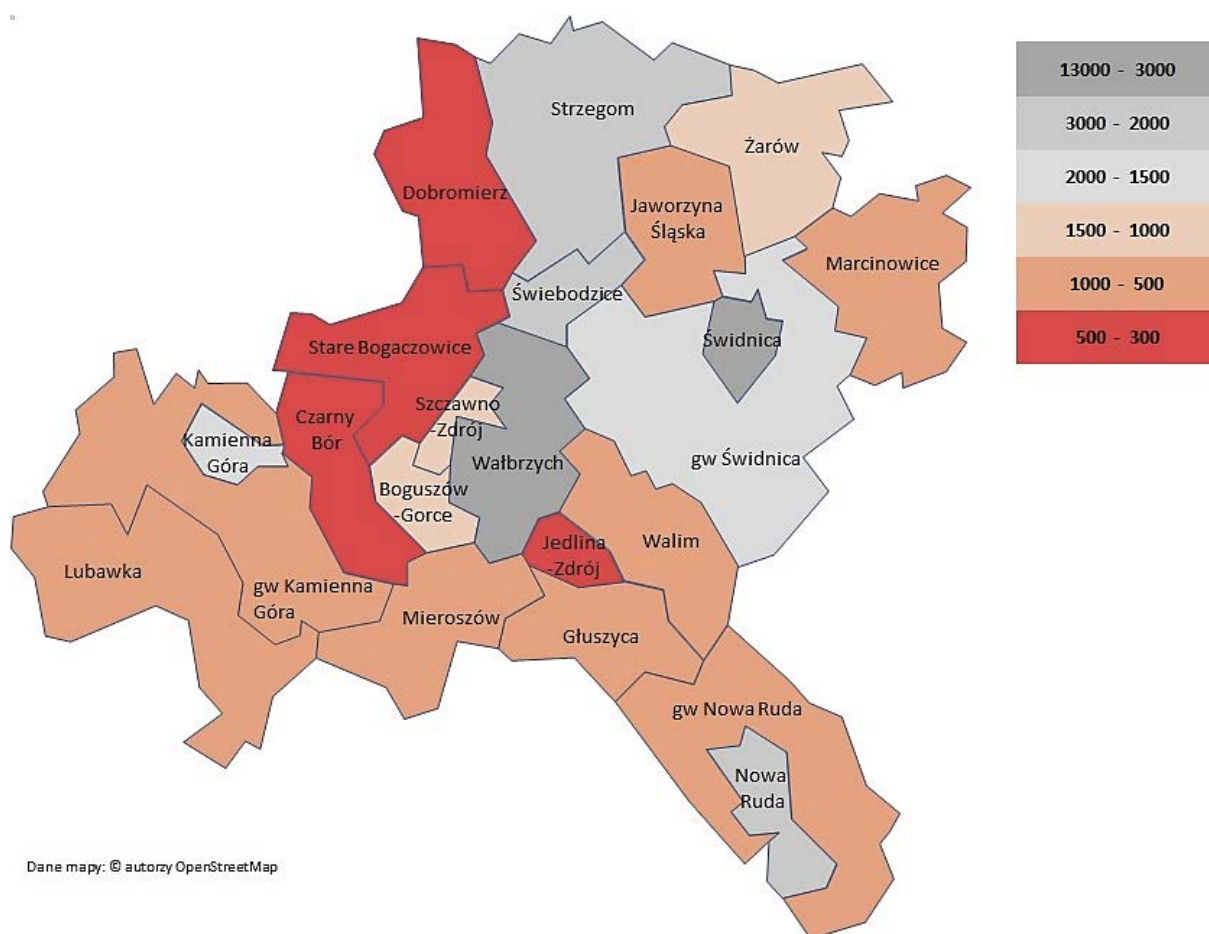 13000 - 3000
3000 - 2000
2000 - 1500
1500 - 1000
1000 - 500
500 - 300
Strzegom
Żarów
Dobromierz
Jaworzyna
Śląska
Marcinowice
Świebodzice
Stare Bogaczowice
Świdnica
Szczawno
-Zdrój
Czarny
Bór
Kamienna
Góra
Wałbrzych
gw Świdnica
Boguszów
-Gorce
Jedlina
-Zdrój
Walim
Lubawka
gw Kamienna
Góra
Mieroszów
Głuszyca
gw Nowa Ruda
Nowa
Ruda
Dane mapy: © autorzy OpenStreetMap